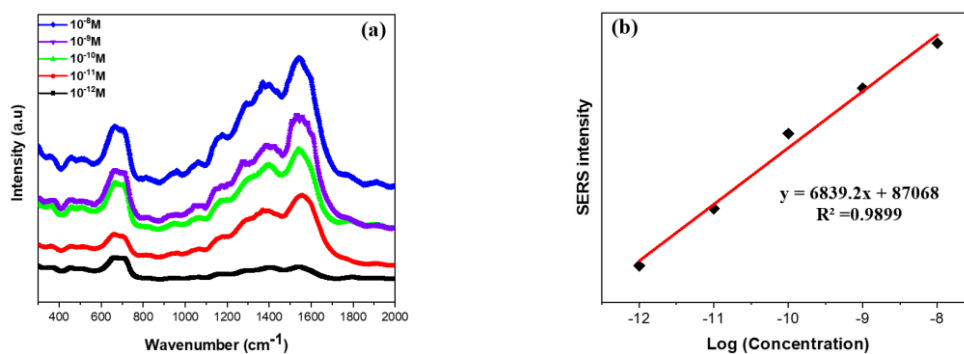 (a)
10⁻⁸M
10⁻⁹M
10⁻¹⁰M
10⁻¹¹M
10⁻¹²M
Intensity (a.u)
400 600 800 1000 1200 1400 1600 1800 2000
Wavenumber (cm⁻¹)
(b)
SERS intensity
y = 6839.2x + 87068
R² =0.9899
-12 -11 -10 -9 -8
Log (Concentration)